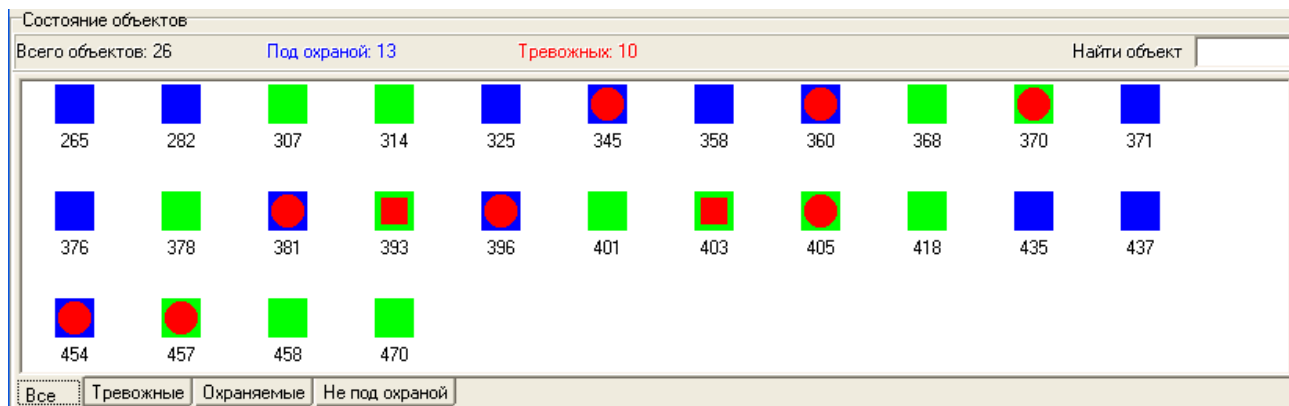 Состояние объектов
Всего объектов: 26 Под охраной: 13 Тревожных: 10 Найти объект
265 282 307 314 325 345 358 360 368 370 371
376 378 381 393 396 401 403 405 418 435 437
454 457 458 470
Все Тревожные Охраняемые Не под охраной